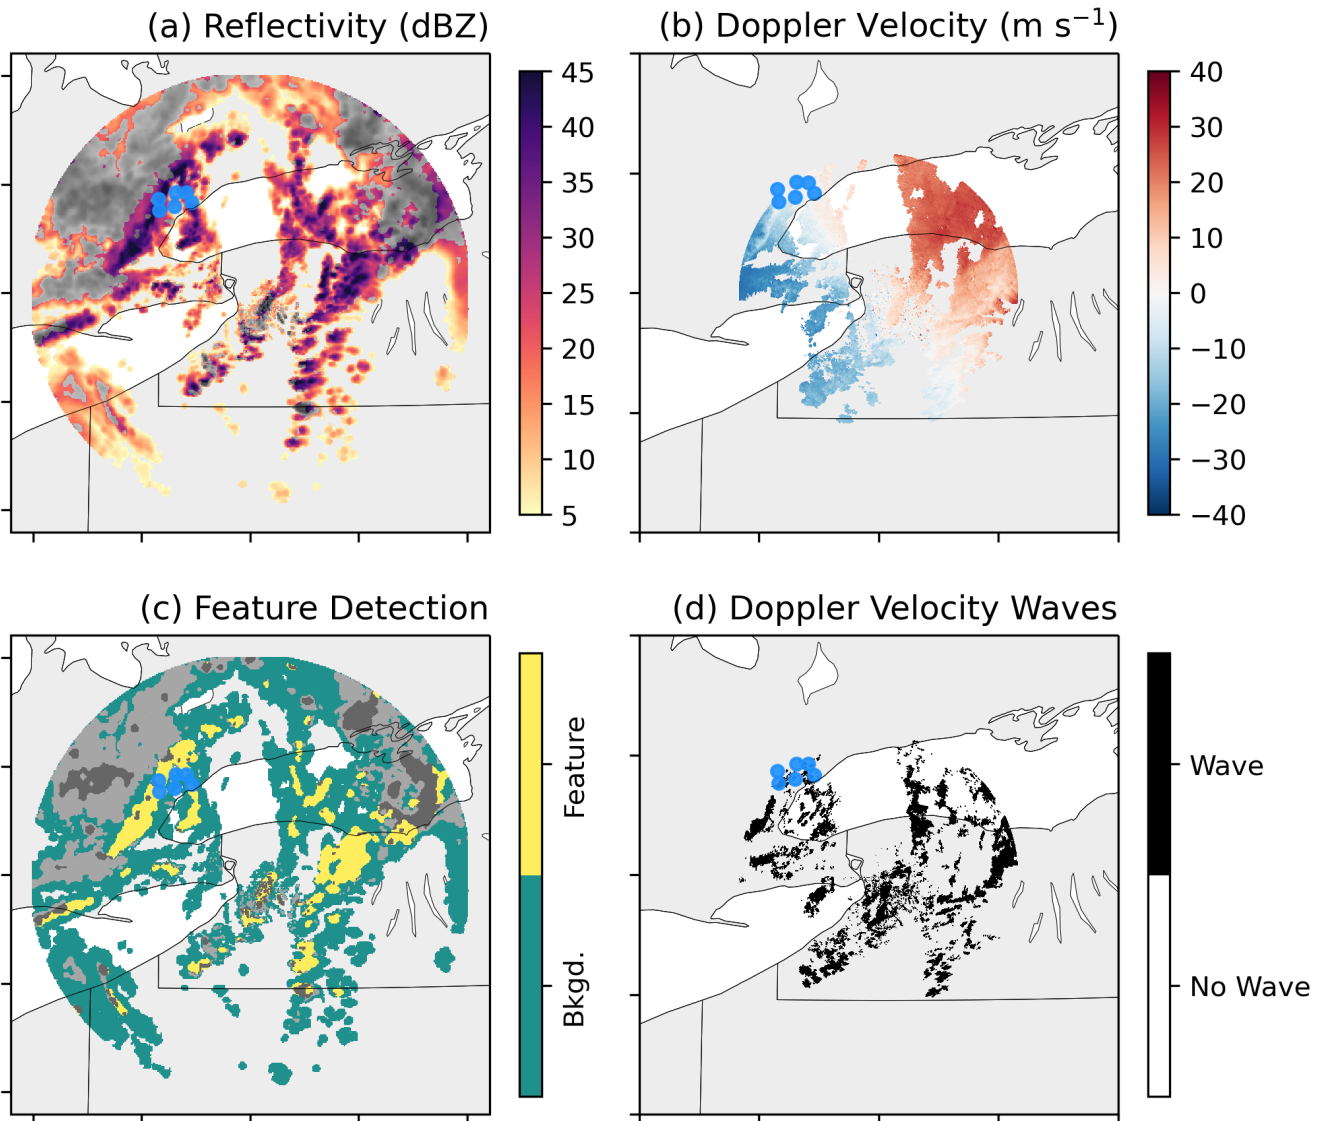 (a) Reflectivity (dBZ)
45
40
35
30
25
20
15
10
5
(b) Doppler Velocity (m s⁻¹)
40
30
20
10
0
−10
−20
−30
−40
(c) Feature Detection
Feature
Bkgd.
(d) Doppler Velocity Waves
Wave
No Wave